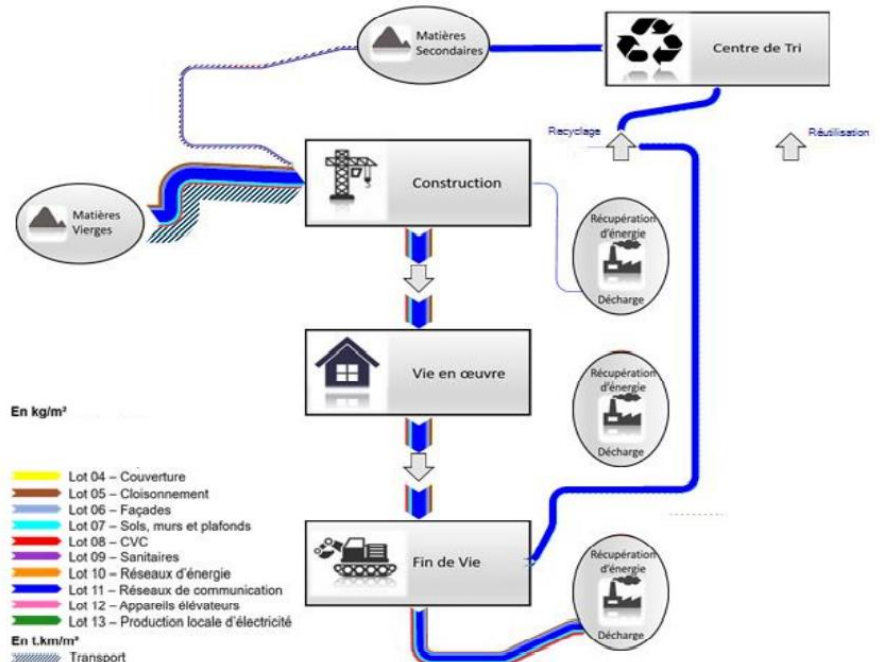 Matières
Secondaires
Centre de Tri
Recyclage
Réutilisation
Construction
Matières
Vierges
Récupération
d'énergie
Décharge
Vie en œuvre
Récupération
d'énergie
En kg/m²
Lot 04 – Couverture
Lot 05 – Cloisonnement
Lot 06 – Façades
Lot 07 – Sols, murs et plafonds
Lot 08 – CVC
Lot 09 – Sanitaires
Lot 10 – Réseaux d'énergie
Lot 11 – Réseaux de communication
Lot 12 – Appareils élévateurs
Lot 13 – Production locale d'électricité
En t.km/m²
Transport
Décharge
Fin de Vie
Récupération
d'énergie
Décharge